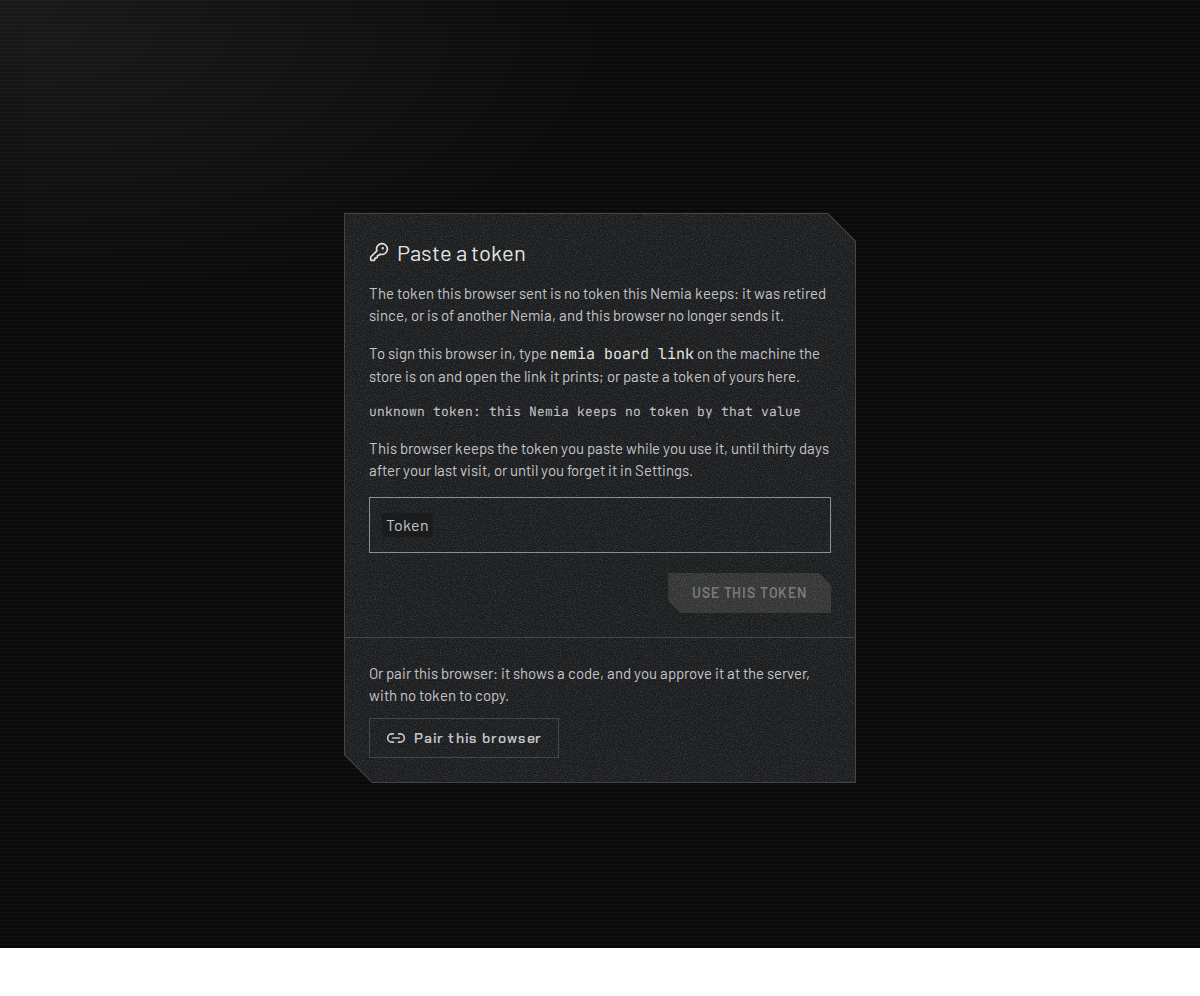 Paste a token
The token this browser sent is no token this Nemia keeps: it was retired
since, or is of another Nemia, and this browser no longer sends it.
To sign this browser in, type nemia board link on the machine the
store is on and open the link it prints; or paste a token of yours here.
unknown token: this Nemia keeps no token by that value
This browser keeps the token you paste while you use it, until thirty days
after your last visit, or until you forget it in Settings.
Token
USE THIS TOKEN
Or pair this browser: it shows a code, and you approve it at the server,
with no token to copy.
Pair this browser